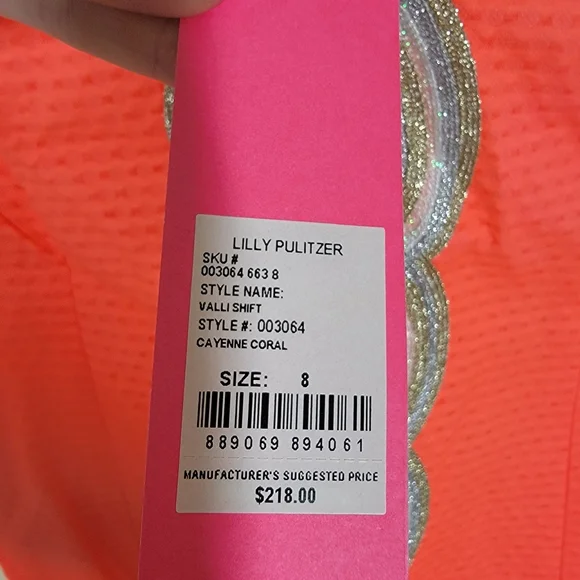 LILLY PULITZER
SKU #
003064 663 8
STYLE NAME:
VALLI SHIFT
STYLE #: 003064
CAYENNE CORAL
SIZE: 8
889069 894061
MANUFACTURER'S SUGGESTED PRICE
$218.00